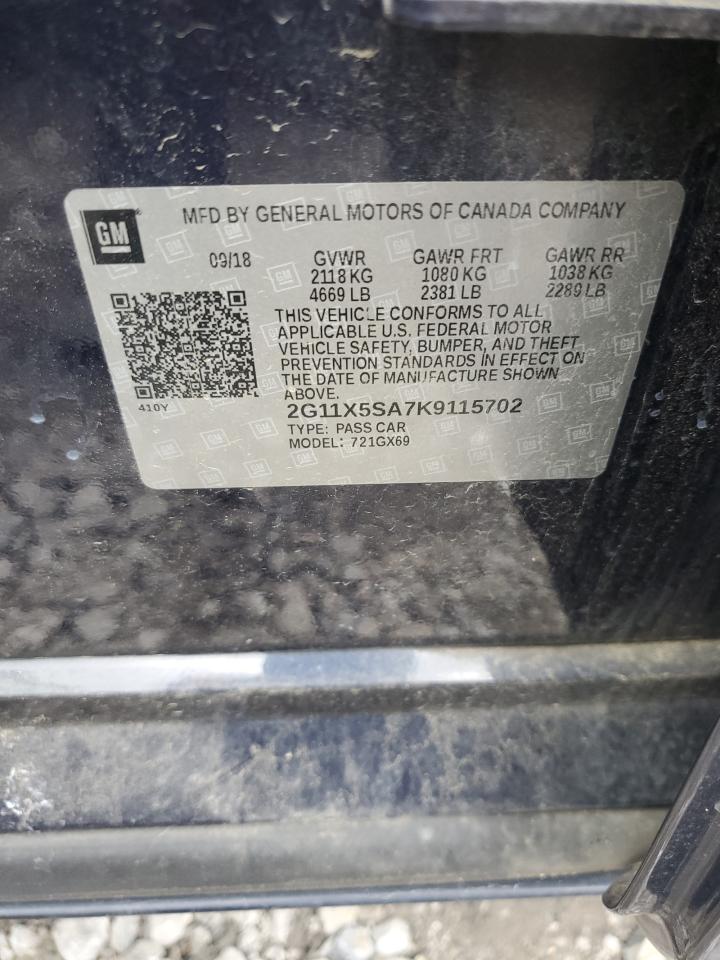 GM
MFD BY GENERAL MOTORS OF CANADA COMPANY
09/18 GVWR GAWR FRT GAWR RR
2118 KG 1080 KG 1038 KG
4669 LB 2381 LB 2289 LB
THIS VEHICLE CONFORMS TO ALL
APPLICABLE U.S. FEDERAL MOTOR
VEHICLE SAFETY, BUMPER, AND THEFT
PREVENTION STANDARDS IN EFFECT ON
THE DATE OF MANUFACTURE SHOWN
ABOVE.
410Y
2G11X5SA7K9115702
TYPE: PASS CAR
MODEL: 721GX69